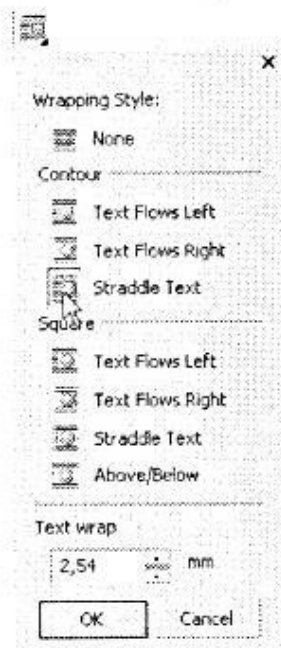 Wrapping Style:
None
Contour
Text Flows Left
Text Flows Right
Straddle Text
Square
Text Flows Left
Text Flows Right
Straddle Text
Above/Below
Text wrap
2,54 mm
OK Cancel